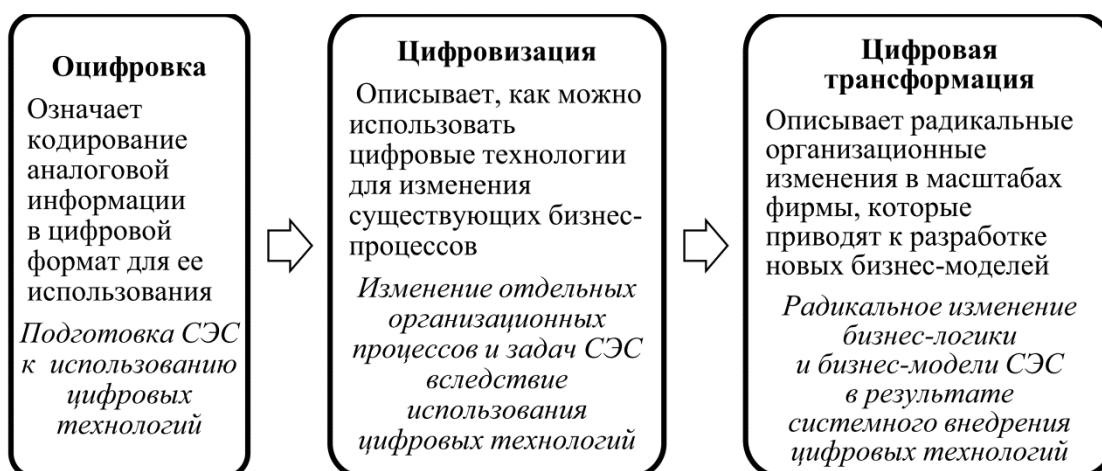 Оцифровка
Означает
кодирование
аналоговой
информации
в цифровой
формат для ее
использования
Подготовка СЭС
к использованию
цифровых
технологий
Цифровизация
Описывает, как можно
использовать
цифровые технологии
для изменения
существующих бизнес-
процессов
Изменение отдельных
организационных
процессов и задач СЭС
вследствие
использования
цифровых технологий
Цифровая
трансформация
Описывает радикальные
организационные
изменения в масштабах
фирмы, которые
приводят к разработке
новых бизнес-моделей
Радикальное изменение
бизнес-логики
и бизнес-модели СЭС
в результате
системного внедрения
цифровых технологий